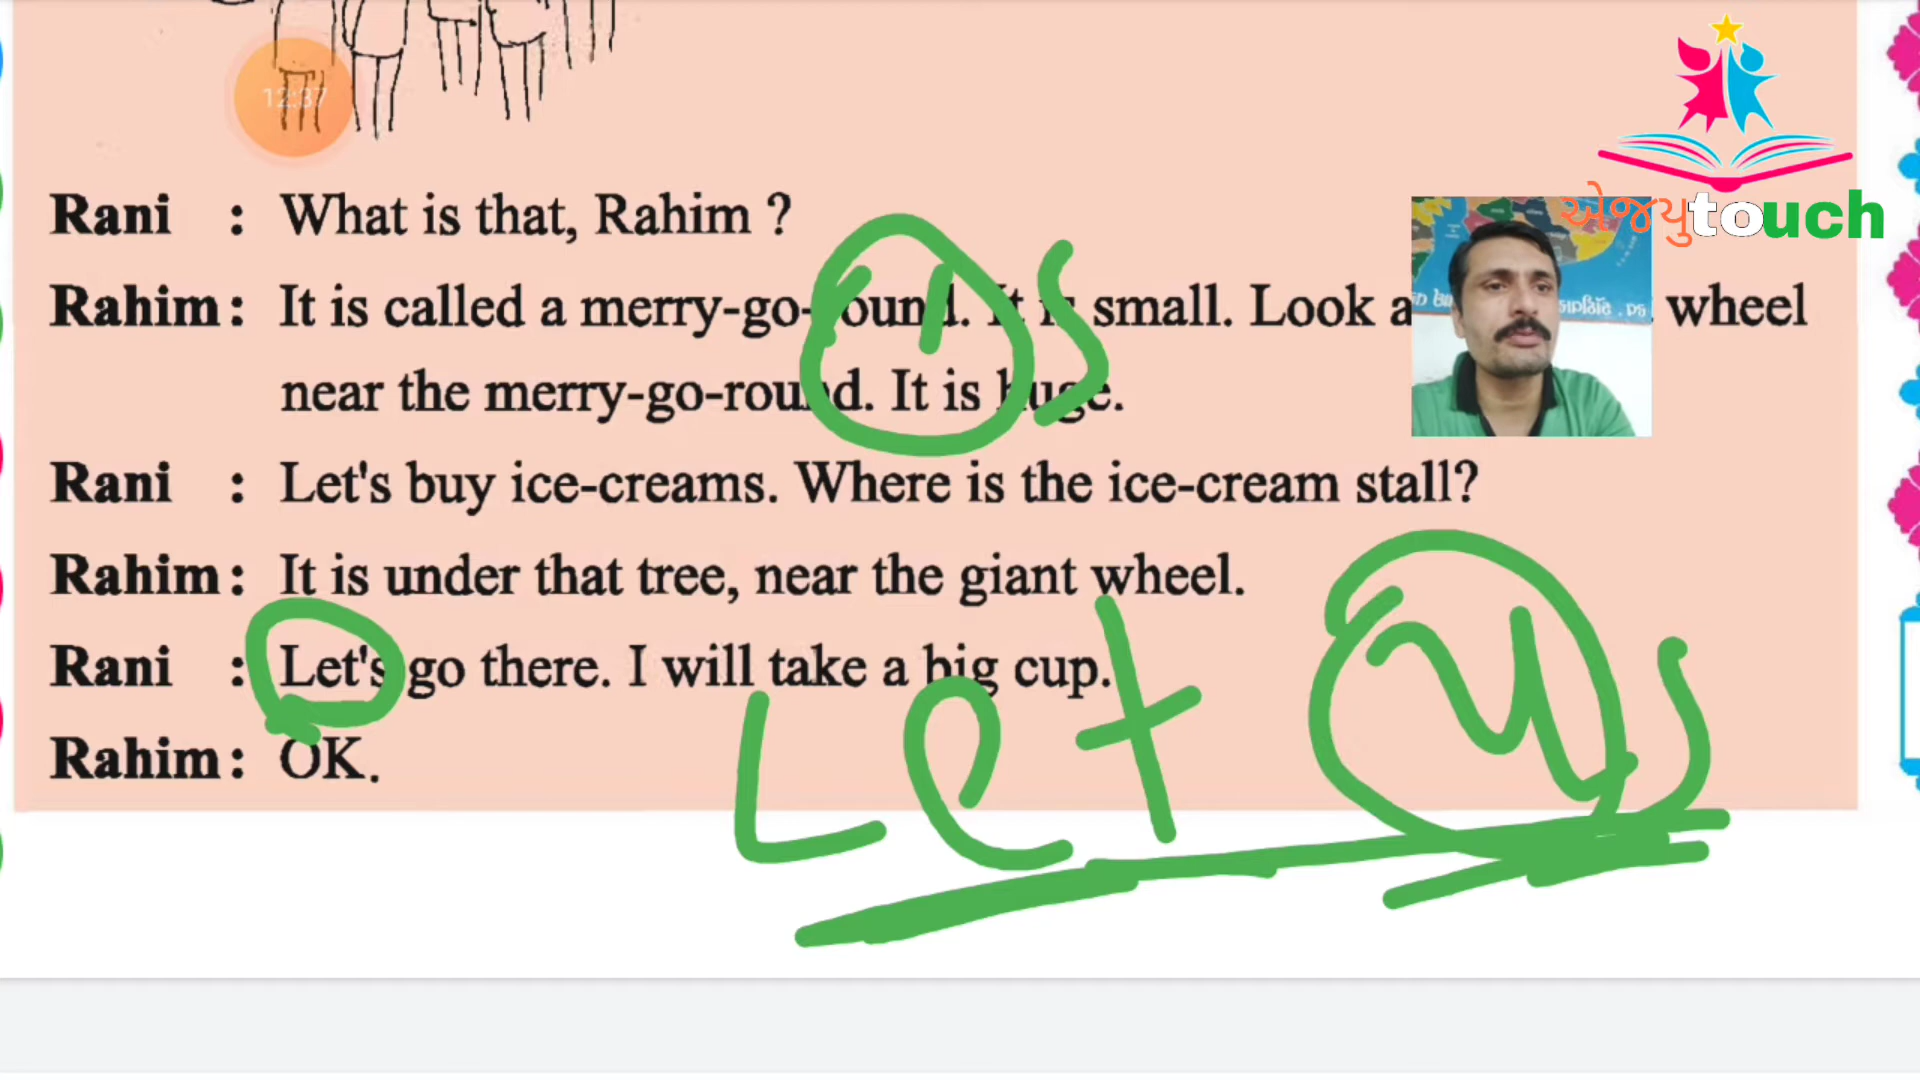 12:37
એજ્યુtouch
Rani : What is that, Rahim ?
Rahim : It is called a merry-go-round. It is small. Look a wheel
near the merry-go-round. It is huge.
Rani : Let's buy ice-creams. Where is the ice-cream stall?
Rahim : It is under that tree, near the giant wheel.
Rani : Let's go there. I will take a big cup.
Rahim : OK.
's
Let us